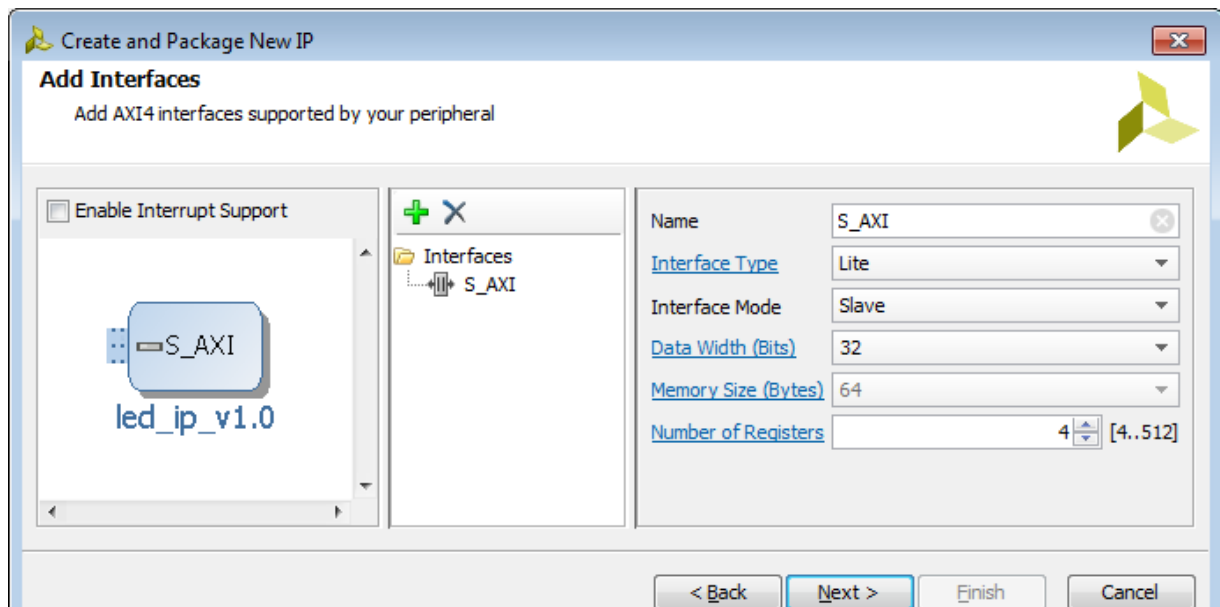 Create and Package New IP
Add Interfaces
Add AXI4 interfaces supported by your peripheral
Enable Interrupt Support
S_AXI
led_ip_v1.0
Interfaces
S_AXI
Name S_AXI
Interface Type Lite
Interface Mode Slave
Data Width (Bits) 32
Memory Size (Bytes) 64
Number of Registers 4 [4..512]
< Back Next > Finish Cancel